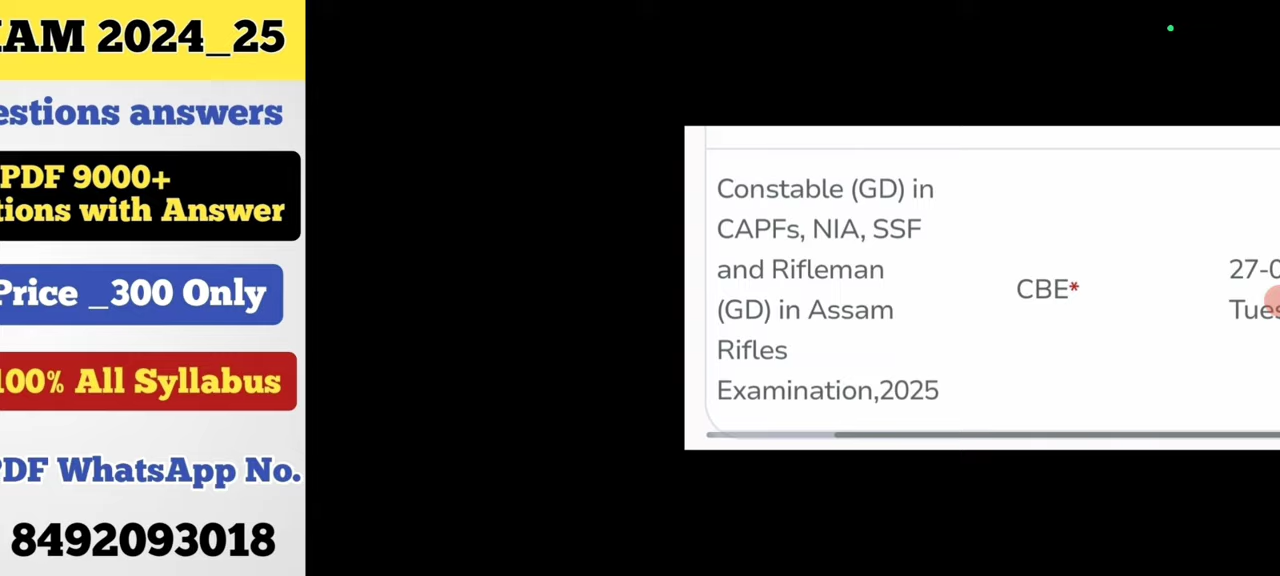 AM 2024_25
estions answers
PDF 9000+
tions with Answer
Price _300 Only
100% All Syllabus
PDF WhatsApp No.
8492093018
Constable (GD) in
CAPFs, NIA, SSF
and Rifleman
(GD) in Assam
Rifles
Examination,2025
CBE*
27-0
Tues